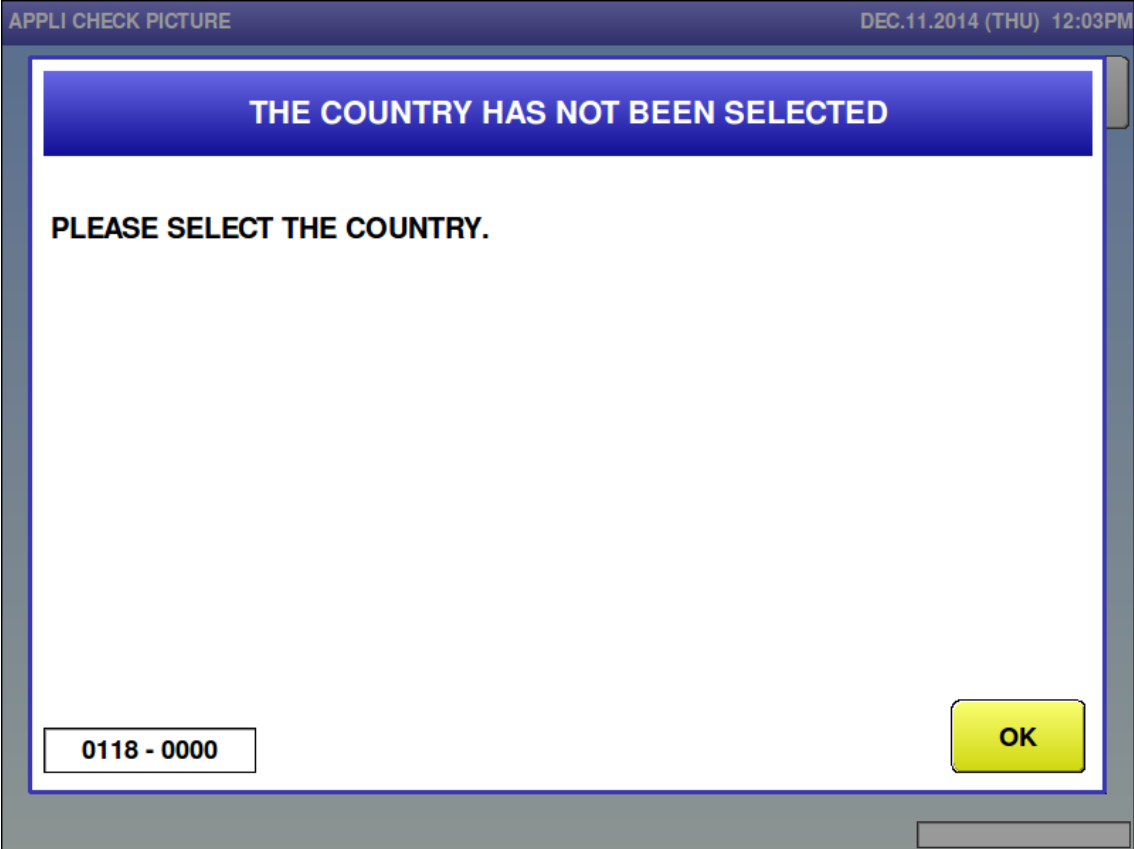 APPLI CHECK PICTURE DEC.11.2014 (THU) 12:03PM
THE COUNTRY HAS NOT BEEN SELECTED
PLEASE SELECT THE COUNTRY.
0118 - 0000
OK